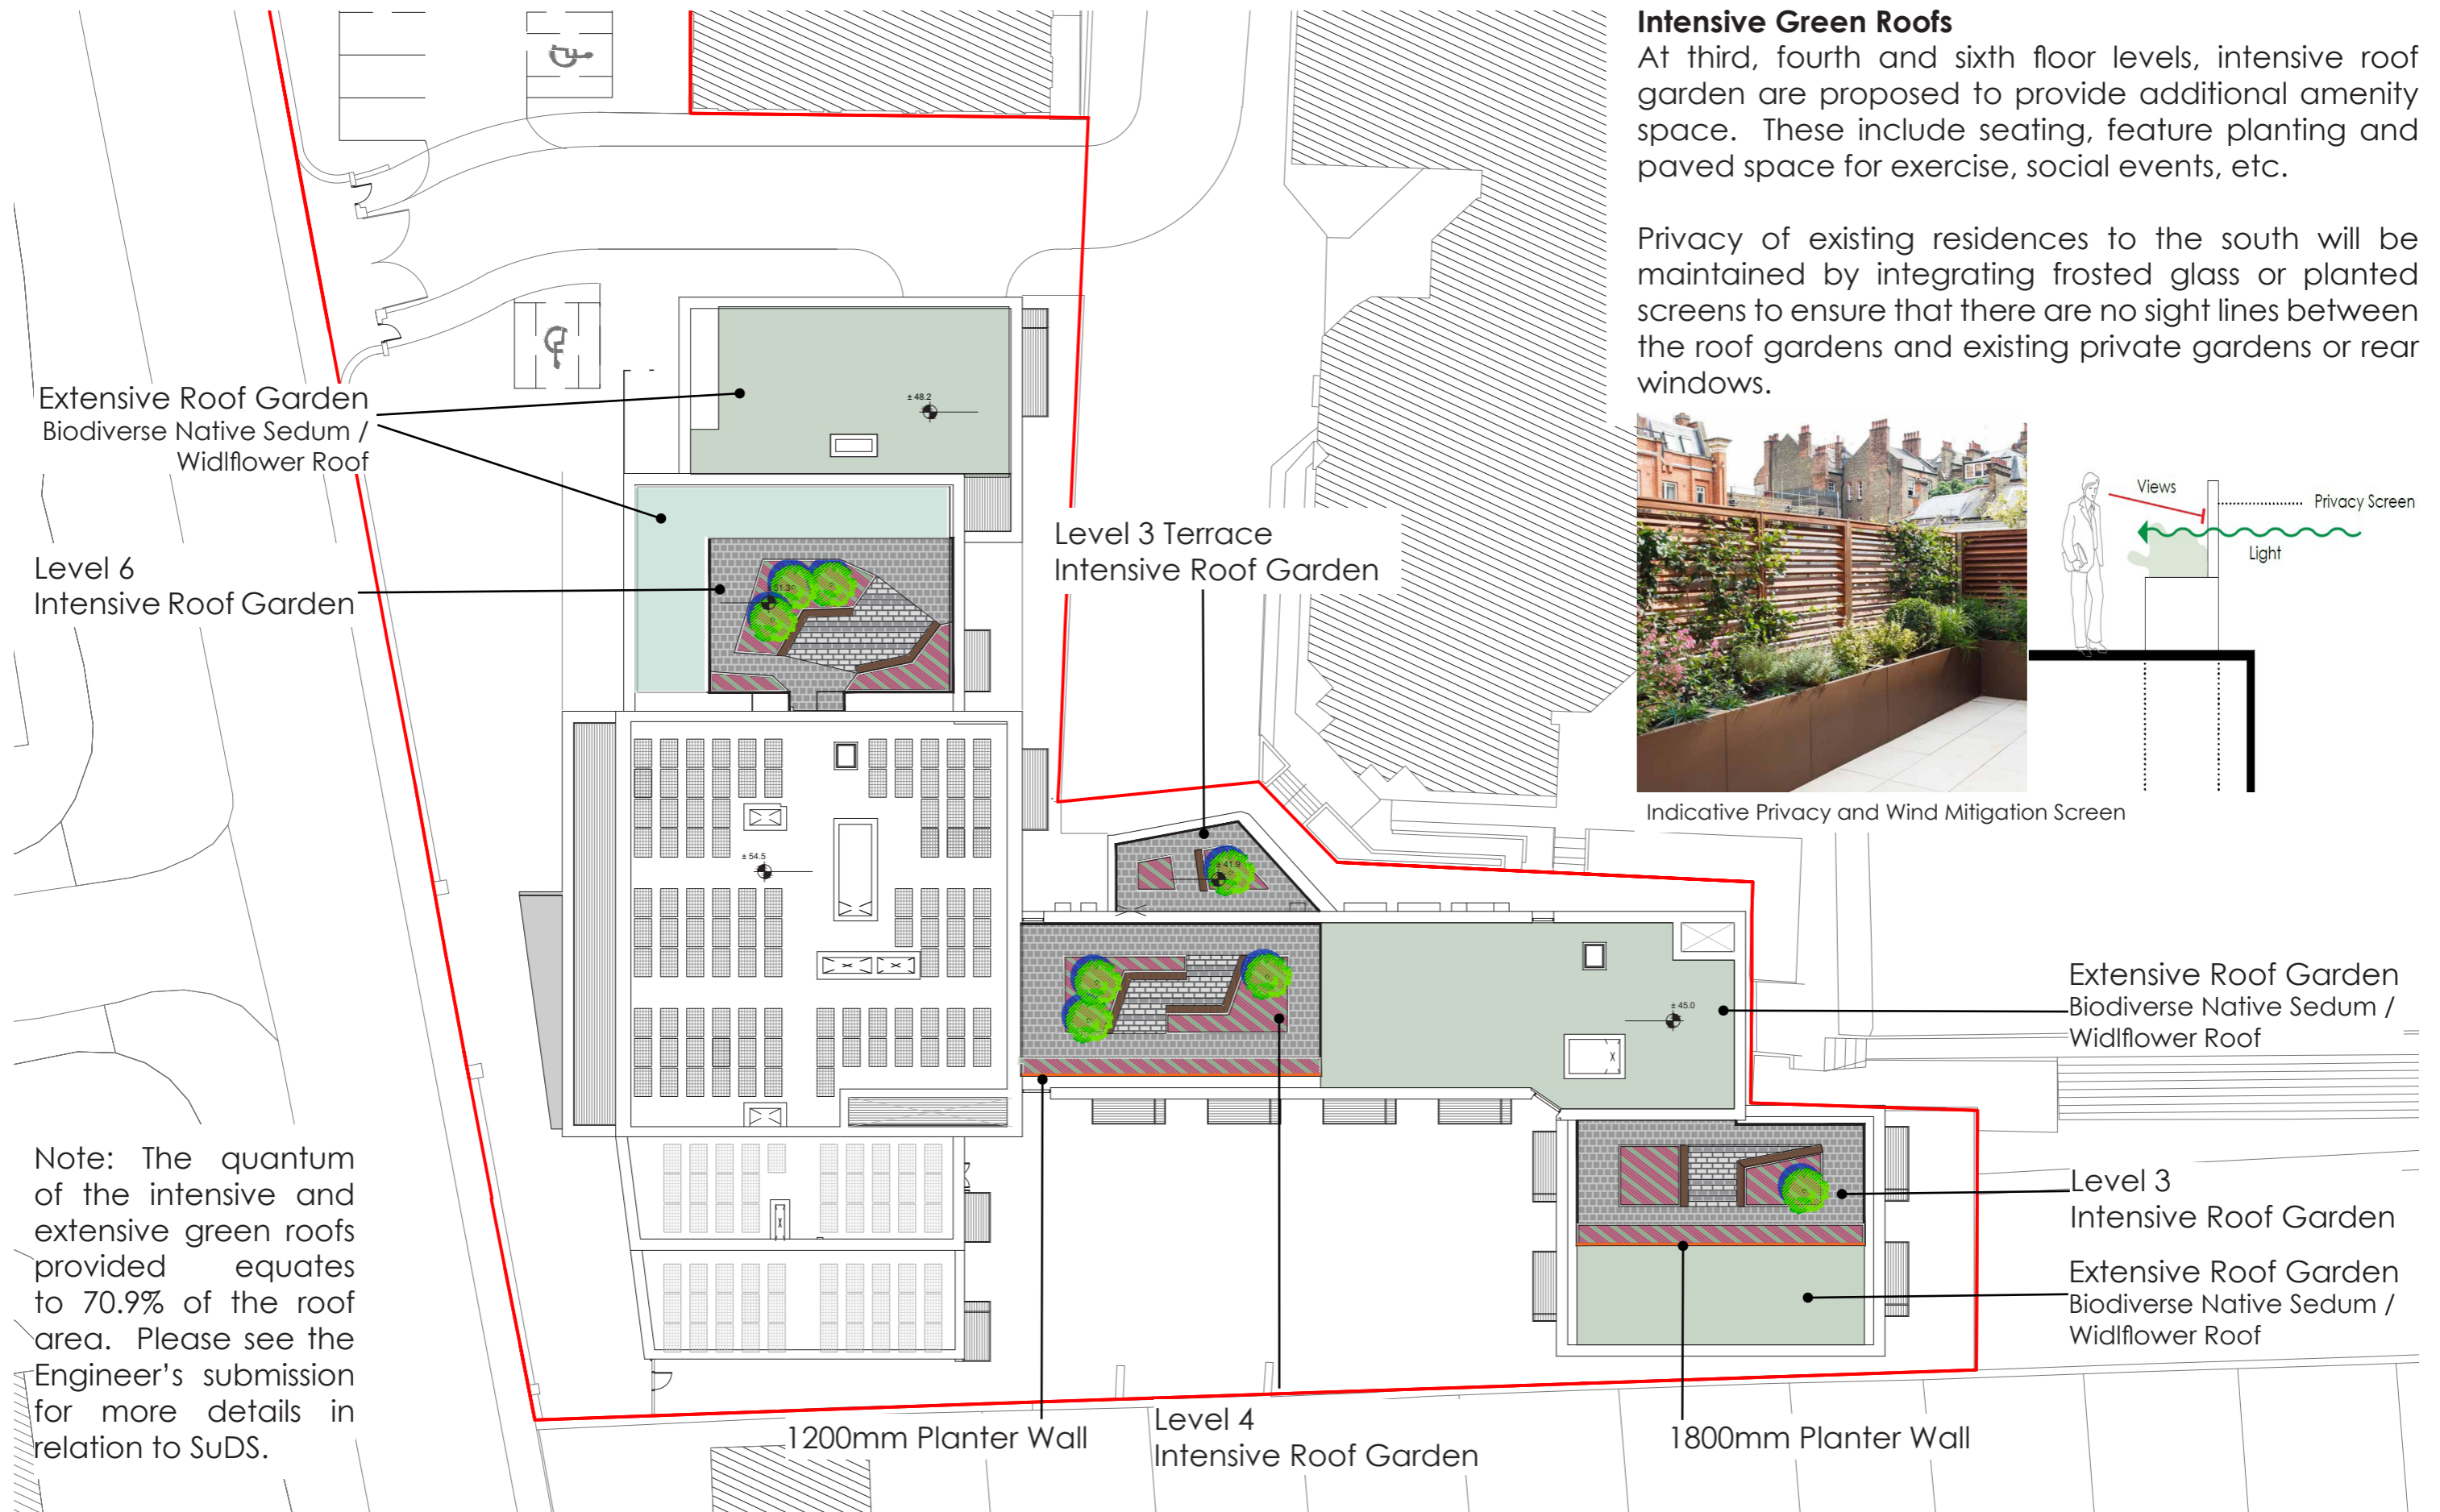 Intensive Green Roofs
At third, fourth and sixth floor levels, intensive roof
garden are proposed to provide additional amenity
space. These include seating, feature planting and
paved space for exercise, social events, etc.
Privacy of existing residences to the south will be
maintained by integrating frosted glass or planted
screens to ensure that there are no sight lines between
the roof gardens and existing private gardens or rear
windows.
Views
Privacy Screen
Light
Indicative Privacy and Wind Mitigation Screen
Extensive Roof Garden
Biodiverse Native Sedum /
Widlflower Roof
± 48.2
Level 6
Intensive Roof Garden
51.30
Level 3 Terrace
Intensive Roof Garden
± 54.5
± 41.9
Extensive Roof Garden
Biodiverse Native Sedum /
Widlflower Roof
± 45.0
Level 3
Intensive Roof Garden
Extensive Roof Garden
Biodiverse Native Sedum /
Widlflower Roof
Note: The quantum
of the intensive and
extensive green roofs
provided equates
to 70.9% of the roof
area. Please see the
Engineer's submission
for more details in
relation to SuDS.
1200mm Planter Wall
Level 4
Intensive Roof Garden
1800mm Planter Wall